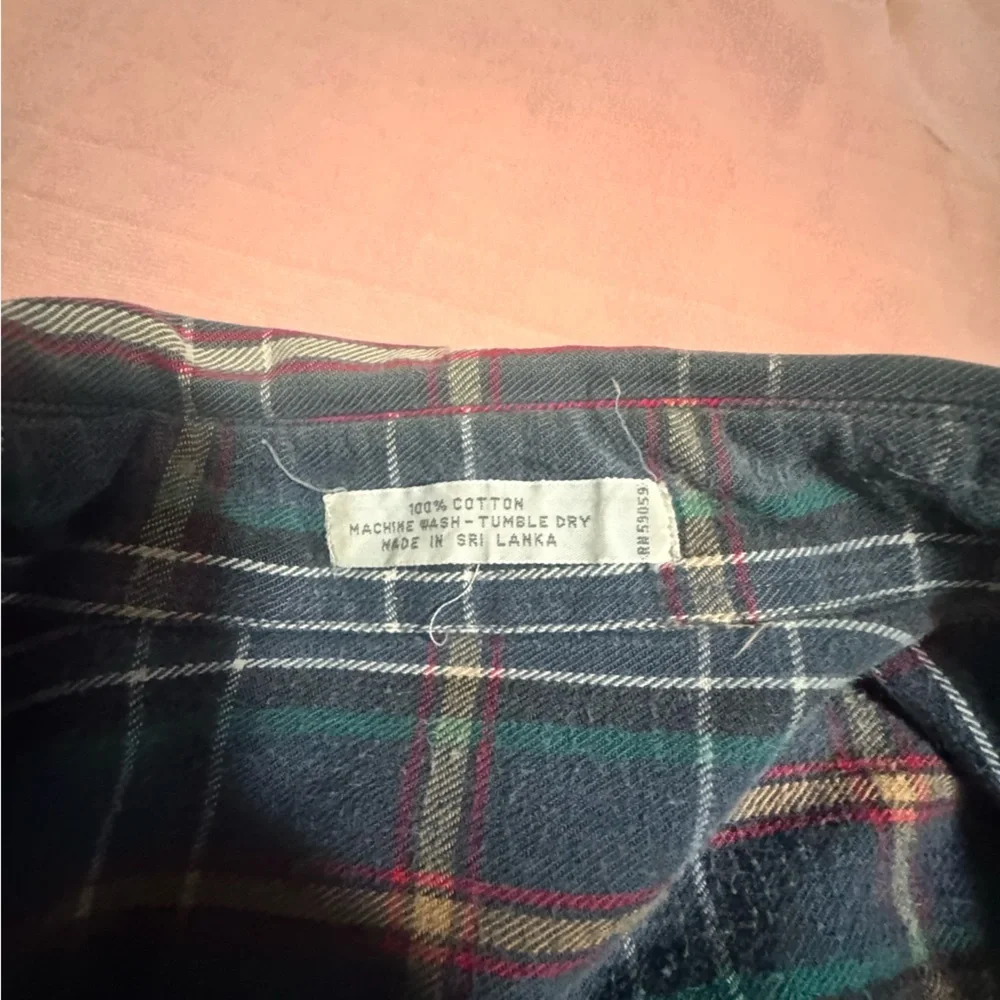 100% COTTON
MACHINE WASH-TUMBLE DRY
MADE IN SRI LANKA
RN59059